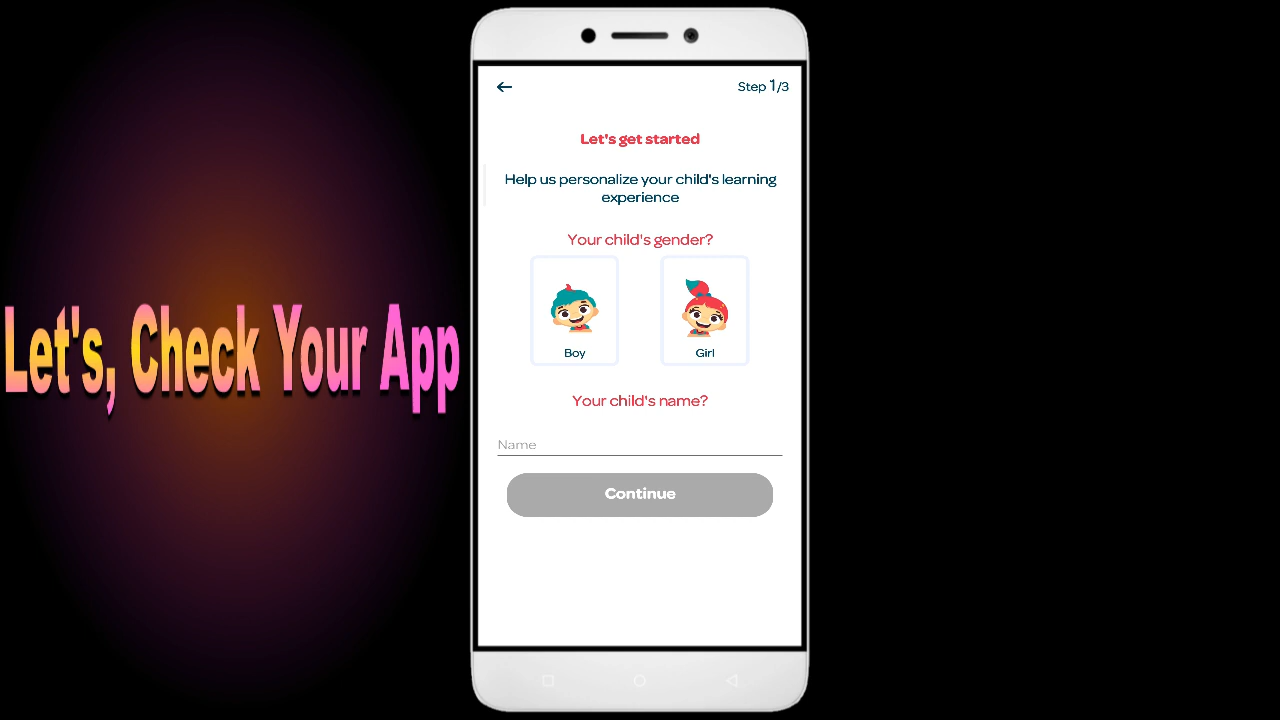 Step 1/3
Let's get started
Help us personalize your child's learning
experience
Your child's gender?
Boy
Girl
Your child's name?
Name
Continue
Let's, Check Your App